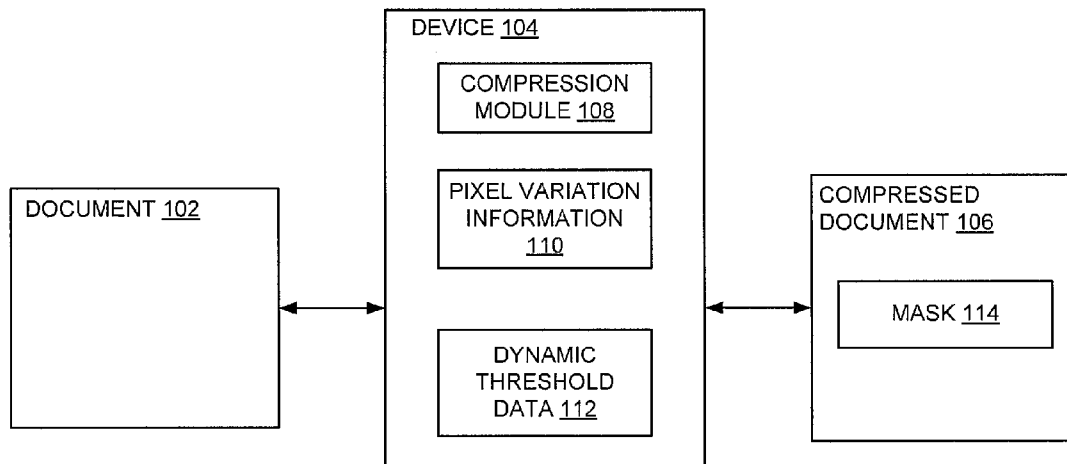 DOCUMENT 102
DEVICE 104
COMPRESSION
MODULE 108
PIXEL VARIATION
INFORMATION
110
DYNAMIC
THRESHOLD
DATA 112
COMPRESSED
DOCUMENT 106
MASK 114